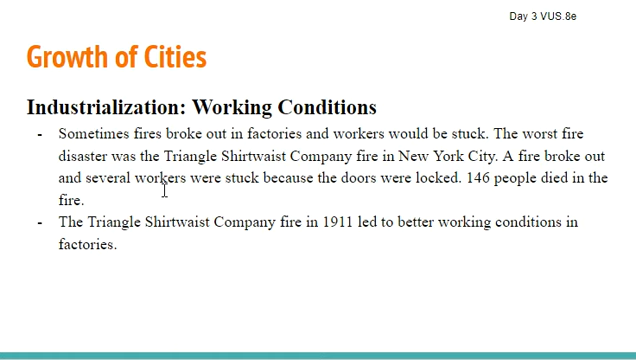 Day 3 VUS.8e
Growth of Cities
Industrialization: Working Conditions
- Sometimes fires broke out in factories and workers would be stuck. The worst fire
disaster was the Triangle Shirtwaist Company fire in New York City. A fire broke out
and several workers were stuck because the doors were locked. 146 people died in the
fire.
- The Triangle Shirtwaist Company fire in 1911 led to better working conditions in
factories.